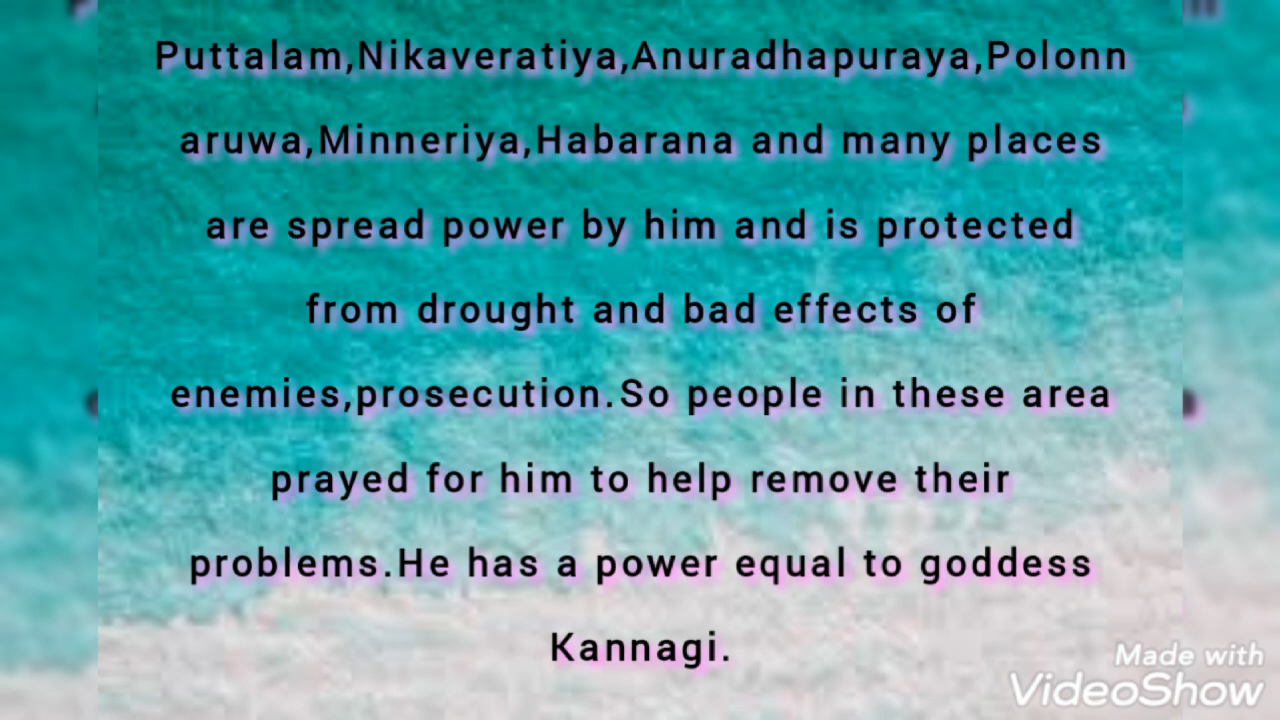 Puttalam,Nikaveratiya,Anuradhapuraya,Polonn
aruwa,Minneriya,Habarana and many places
are spread power by him and is protected
from drought and bad effects of
enemies,prosecution.So people in these area
prayed for him to help remove their
problems.He has a power equal to goddess
Kannagi.
Made with
VideoShow